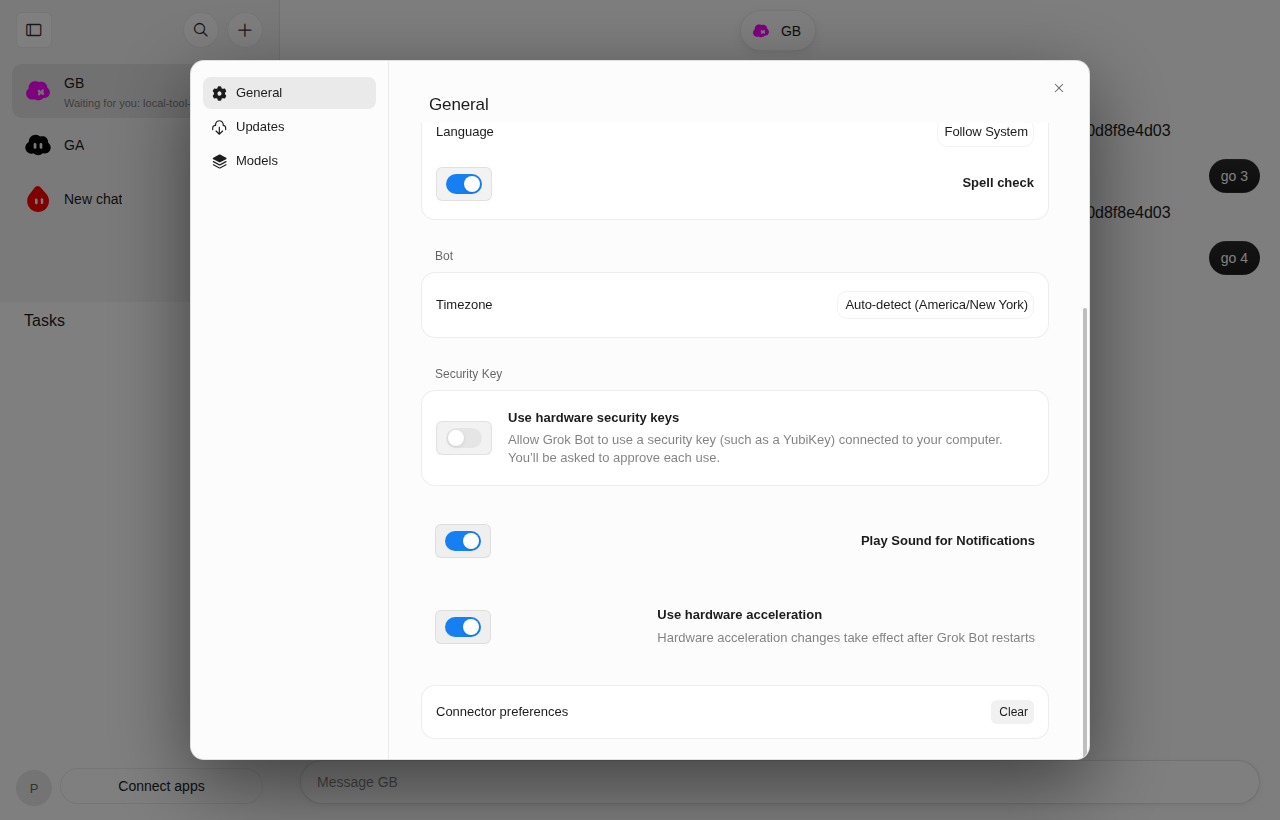 GB
GB
Waiting for you: local-tool-
GA
New chat
Tasks
P
Connect apps
General
Updates
Models
General
Language
Follow System
Spell check
Bot
Timezone
Auto-detect (America/New York)
Security Key
Use hardware security keys
Allow Grok Bot to use a security key (such as a YubiKey) connected to your computer.
You'll be asked to approve each use.
Play Sound for Notifications
Use hardware acceleration
Hardware acceleration changes take effect after Grok Bot restarts
Connector preferences
Clear
0d8f8e4d03
go 3
0d8f8e4d03
go 4
Message GB